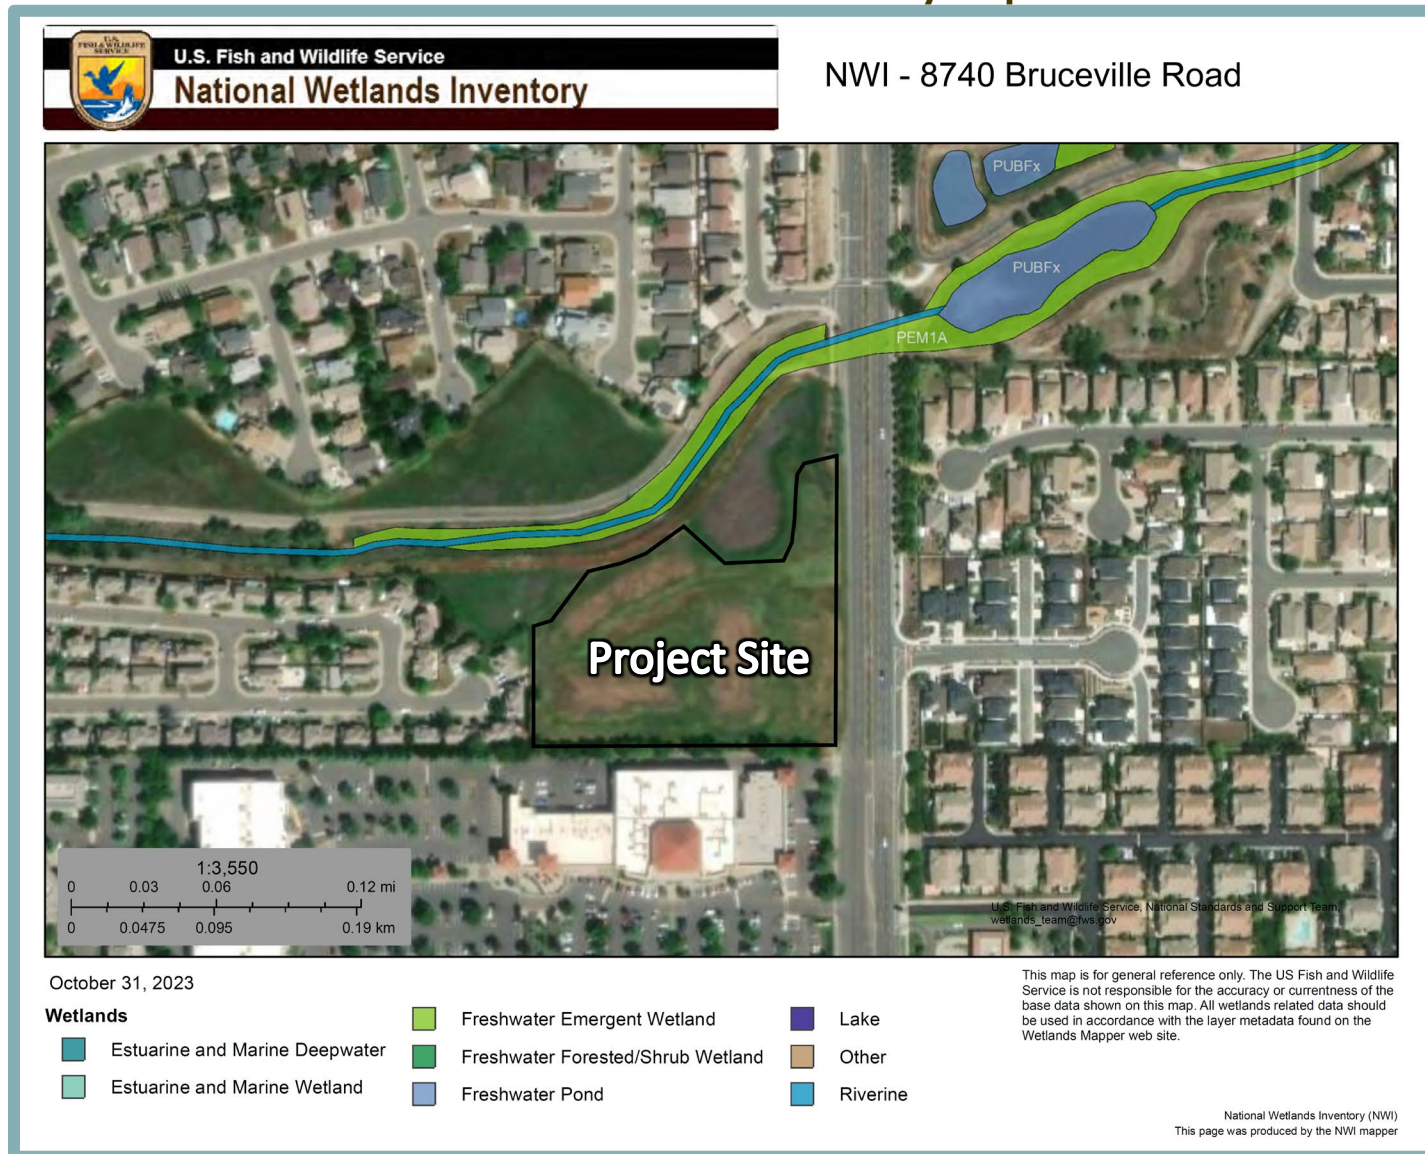 U.S.
FISH & WILDLIFE
SERVICE
U.S. Fish and Wildlife Service
National Wetlands Inventory
NWI - 8740 Bruceville Road
PUBFx
PUBFx
PEM1A
Project Site
1:3,550
0 0.03 0.06 0.12 mi
0 0.0475 0.095 0.19 km
U.S. Fish and Wildlife Service, National Standards and Support Team,
wetlands_team@fws.gov
October 31, 2023
Wetlands
Estuarine and Marine Deepwater
Estuarine and Marine Wetland
Freshwater Emergent Wetland
Freshwater Forested/Shrub Wetland
Freshwater Pond
Lake
Other
Riverine
This map is for general reference only. The US Fish and Wildlife
Service is not responsible for the accuracy or currentness of the
base data shown on this map. All wetlands related data should
be used in accordance with the layer metadata found on the
Wetlands Mapper web site.
National Wetlands Inventory (NWI)
This page was produced by the NWI mapper